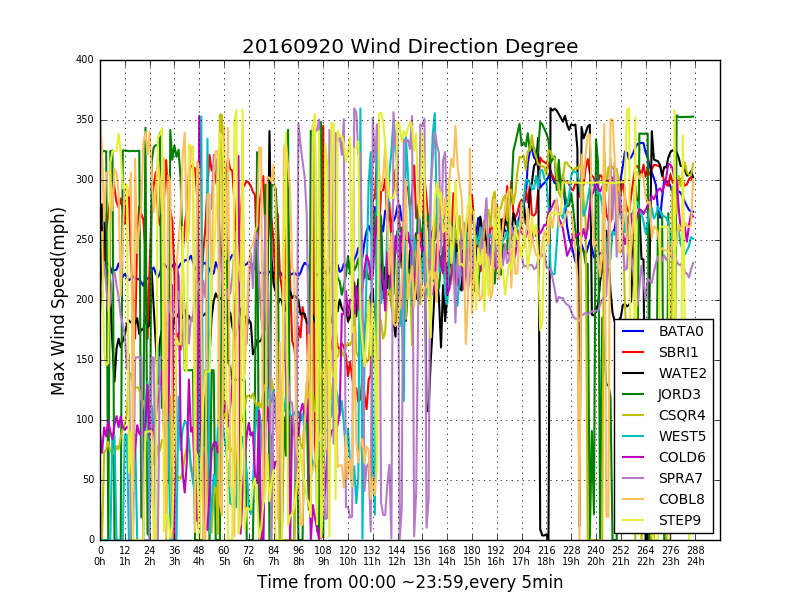 20160920 Wind Direction Degree
Max Wind Speed(mph)
400
350
300
250
200
150
100
50
0
BATA0
SBRI1
WATE2
JORD3
CSQR4
WEST5
COLD6
SPRA7
COBL8
STEP9
0 12 24 36 48 60 72 84 96 108 120 132 144 156 168 180 192 204 216 228 240 252 264 276 288
0h 1h 2h 3h 4h 5h 6h 7h 8h 9h 10h 11h 12h 13h 14h 15h 16h 17h 18h 19h 20h 21h 22h 23h 24h
Time from 00:00 ~23:59,every 5min